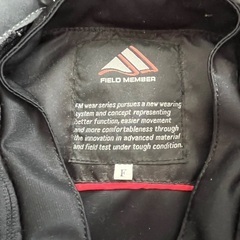 FIELD MEMBER
FM wear series pursues a new wearing
system and concept representing
better function, easier movement
and more comfortableness through
the innovation in advanced material
and field test under tough condition.
F